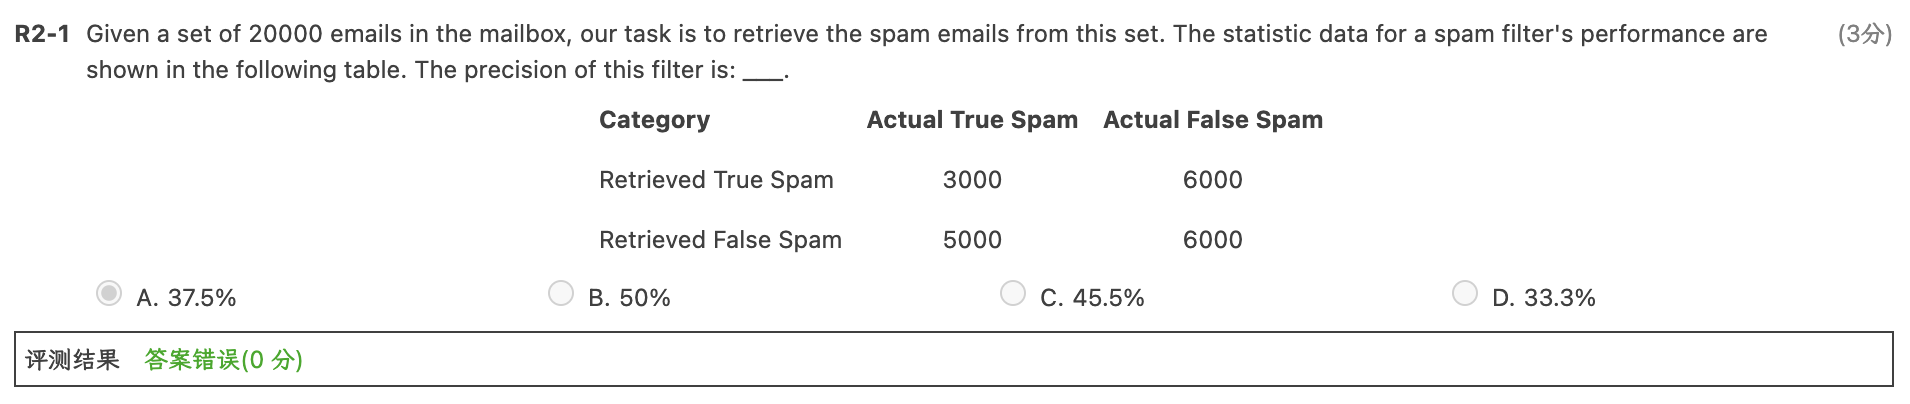 R2-1 Given a set of 20000 emails in the mailbox, our task is to retrieve the spam emails from this set. The statistic data for a spam filter's performance are (3分)
shown in the following table. The precision of this filter is: ____.
Category Actual True Spam Actual False Spam
Retrieved True Spam 3000 6000
Retrieved False Spam 5000 6000
A. 37.5% B. 50% C. 45.5% D. 33.3%
评测结果 答案错误(0 分)